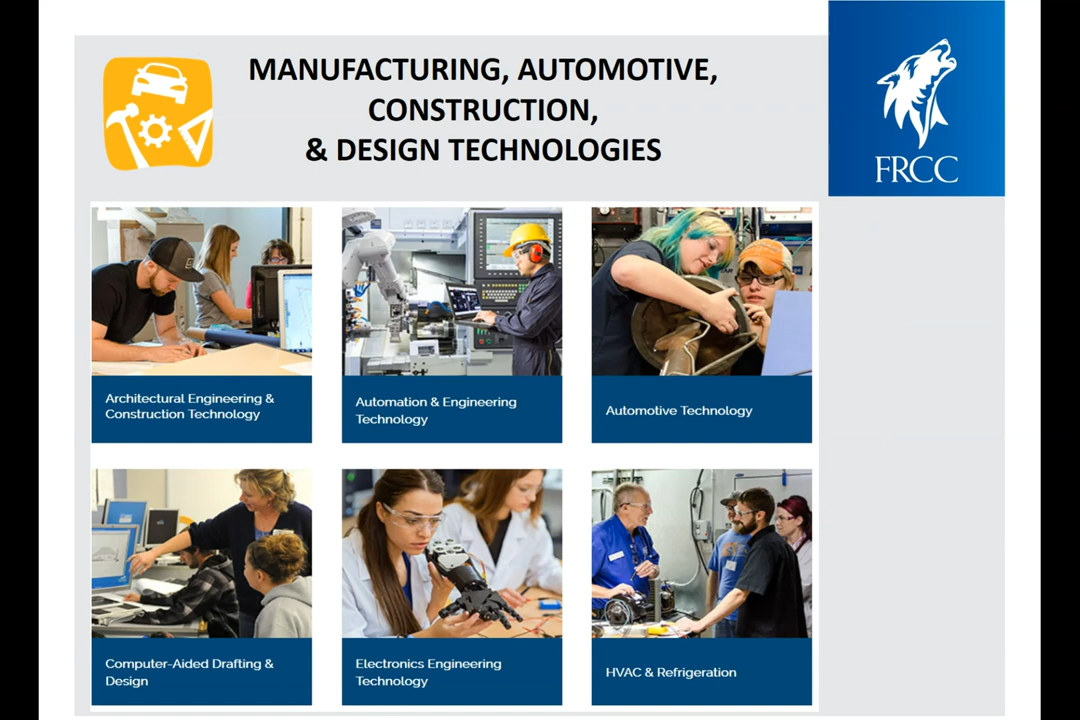 MANUFACTURING, AUTOMOTIVE,
CONSTRUCTION,
& DESIGN TECHNOLOGIES
FRCC
Architectural Engineering &
Construction Technology
Automation & Engineering
Technology
Automotive Technology
Computer-Aided Drafting &
Design
Electronics Engineering
Technology
HVAC & Refrigeration